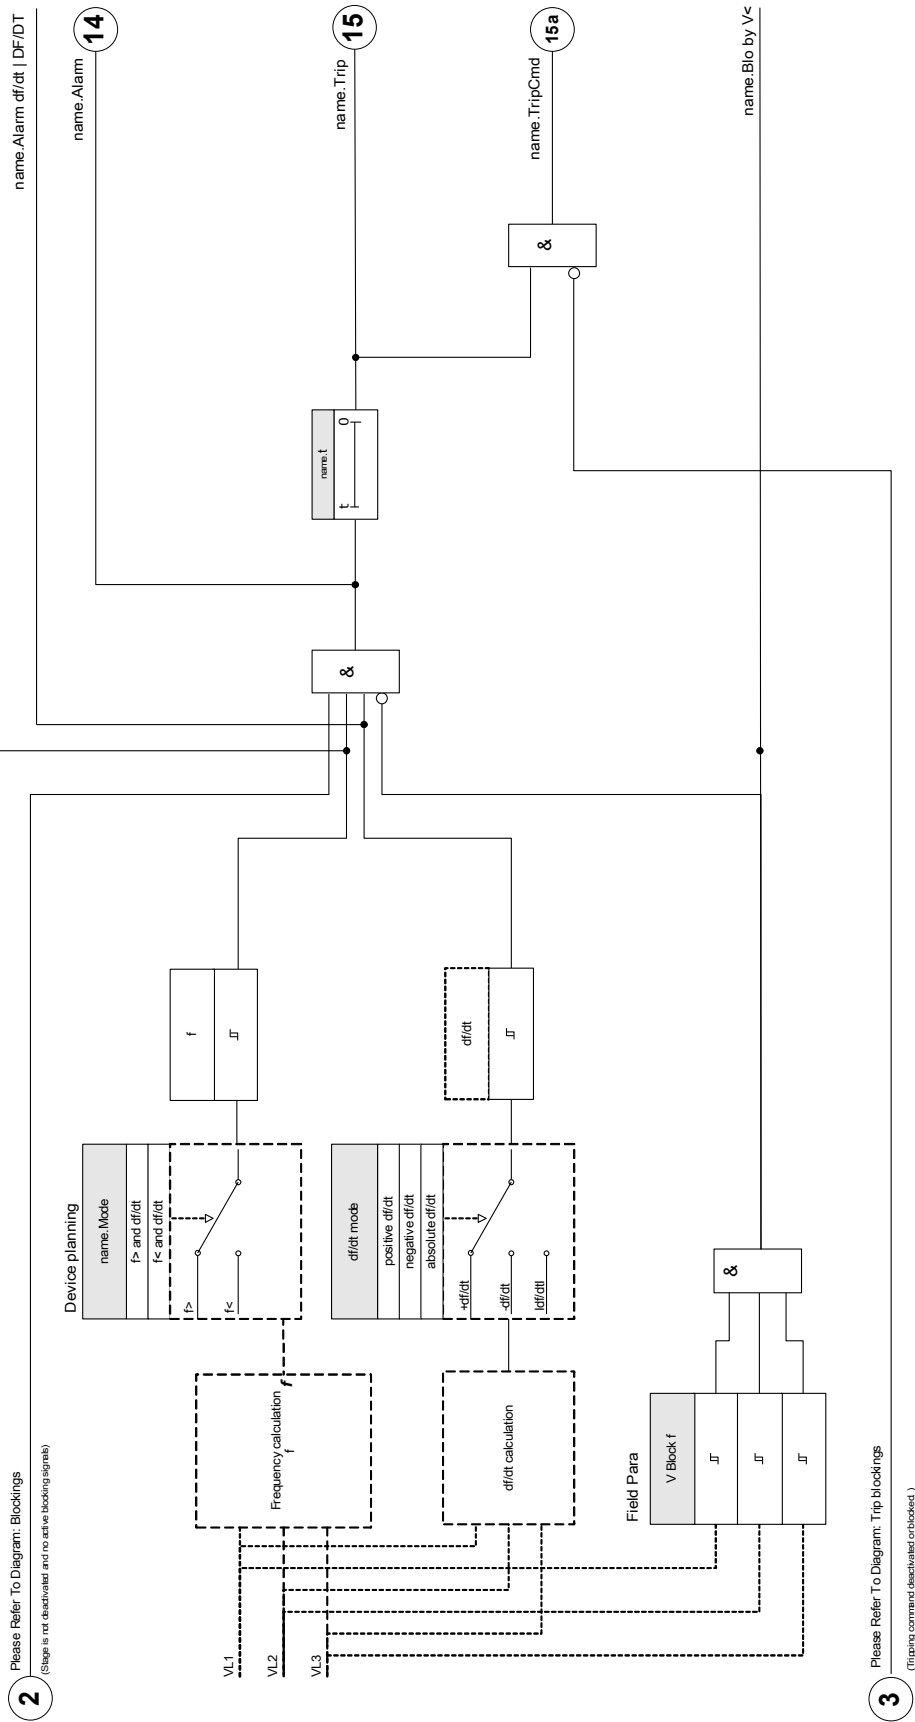 2
Please Refer To Diagram: Blockings
(Stage is not deactivated and no active blocking signals)
name.Alarm df/dt | DF/DT
14
name.Alarm
Device planning
name.Mode
f> and df/dt
f< and df/dt
f>
f<
Frequency calculation
f
f
f
VL1
VL2
VL3
&
name.t
t
0
15
name.Trip
df/dt mode
positive df/dt
negative df/dt
absolute df/dt
+df/dt
-df/dt
Idf/dtI
df/dt calculation
df/dt
&
15a
name.TripCmd
Field Para
V Block f
&
name.Blo by V<
3
Please Refer To Diagram: Trip blockings
(Tripping command deactivated or blocked. )